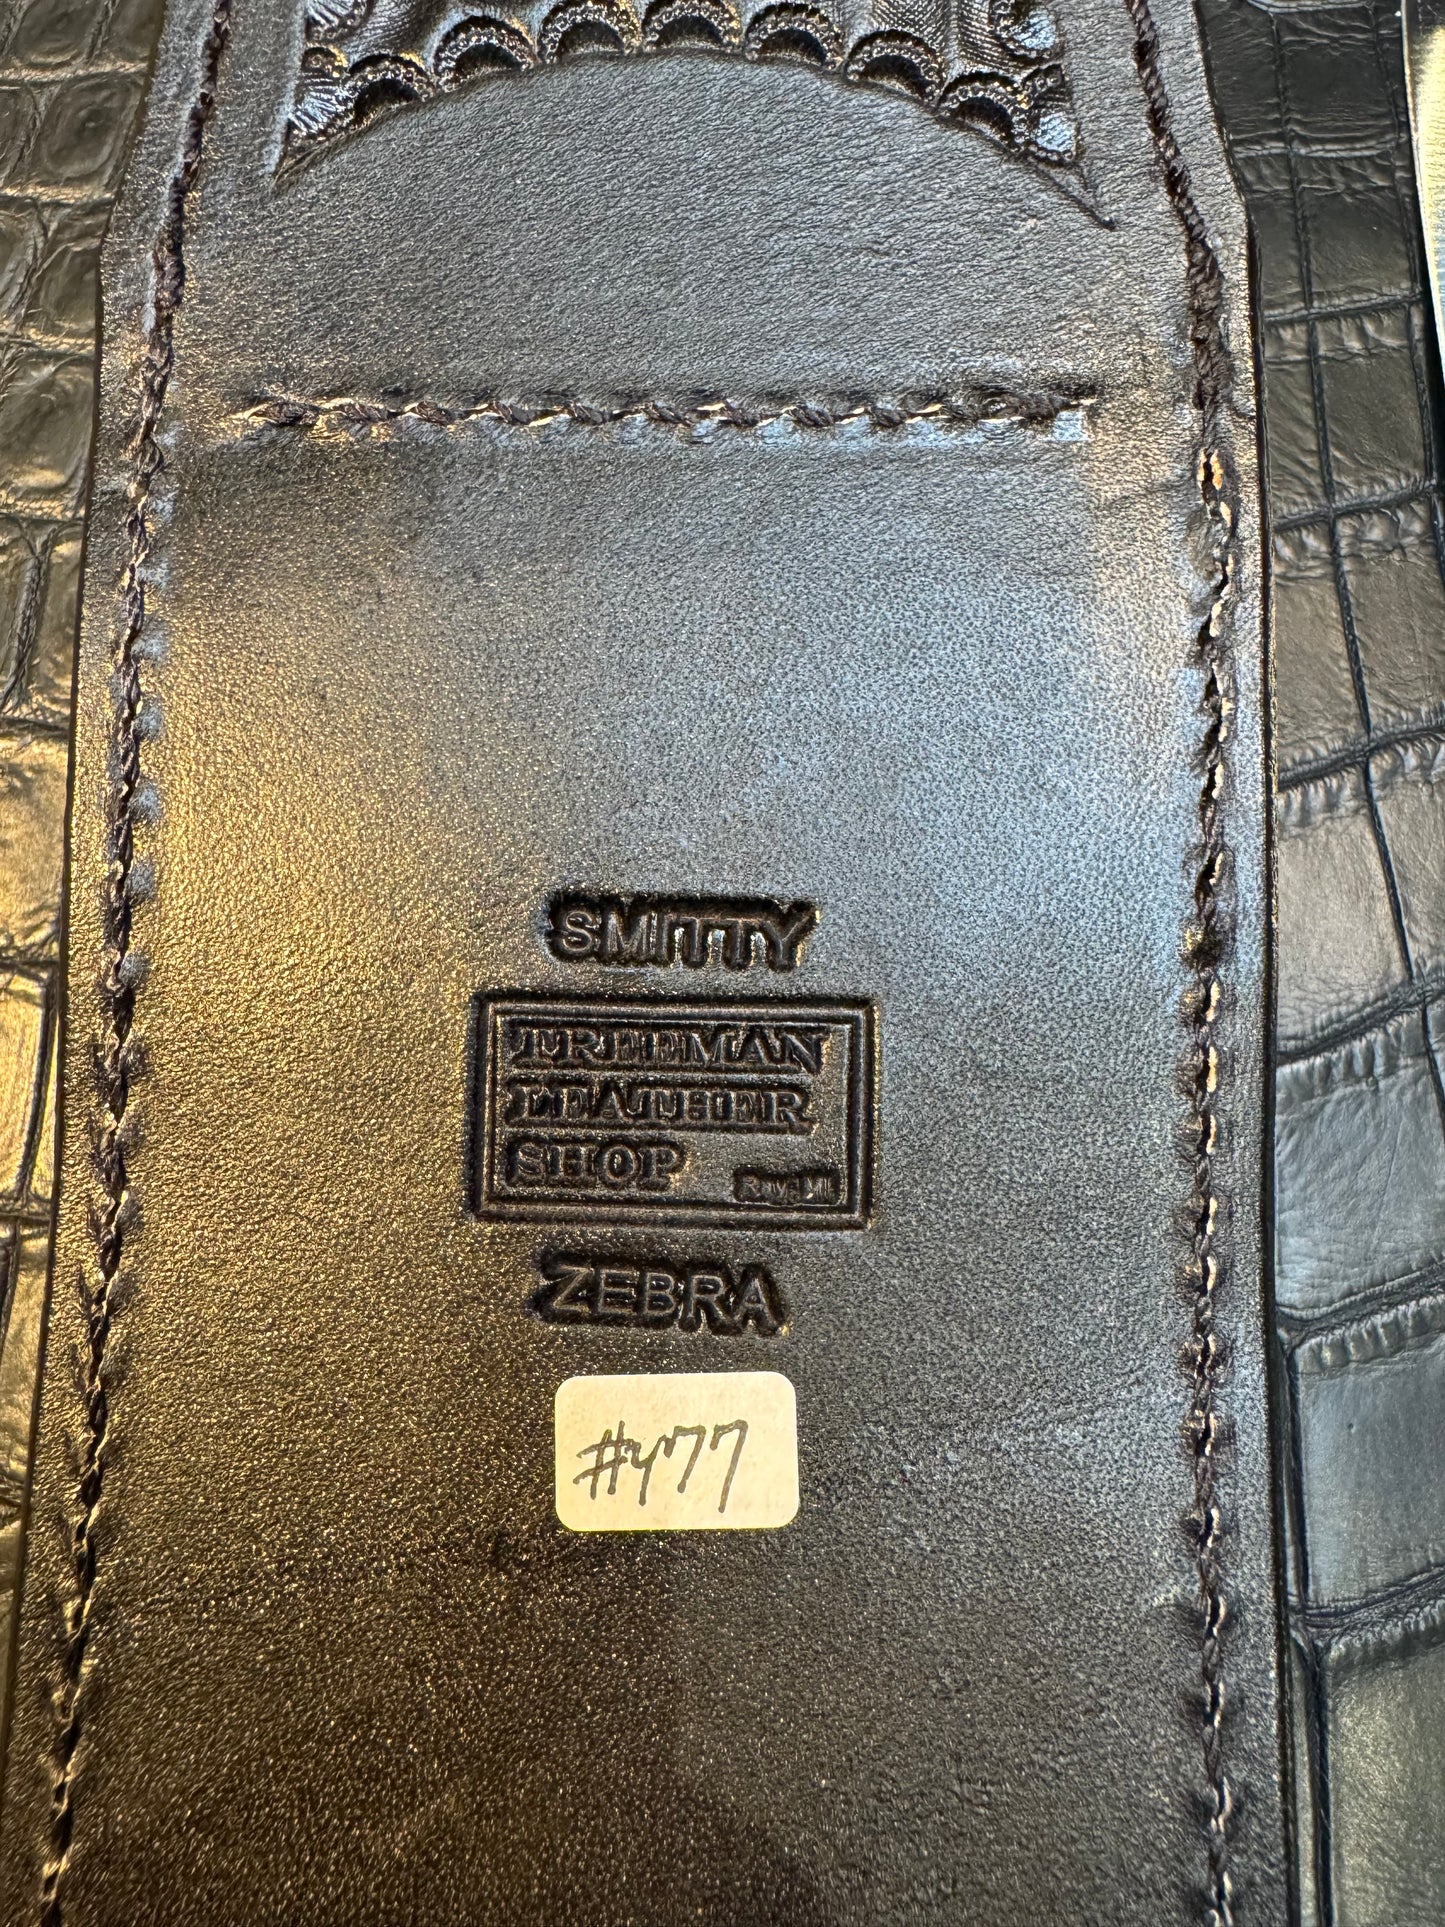 SMITTY
TREEMAN
LEATHER
SHOP
ZEBRA
#477